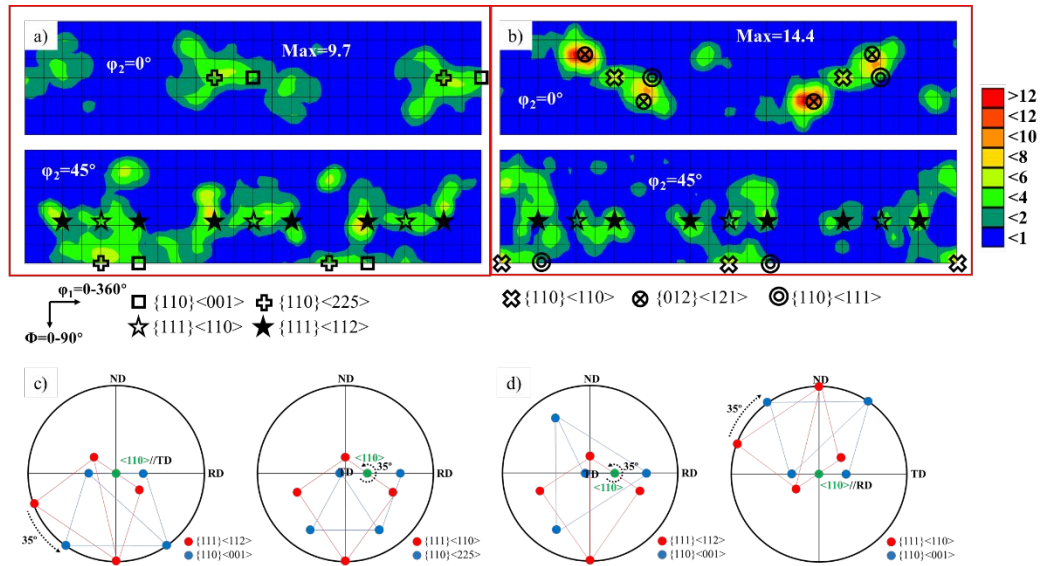 a)
Max=9.7
φ2=0°
φ2=45°
b)
Max=14.4
φ2=0°
φ2=45°
>12
<12
<10
<8
<6
<4
<2
<1
φ1=0-360°
Φ=0-90°
{110}<001> {110}<225>
{111}<110> {111}<112>
{110}<110> {012}<121> {110}<111>
c)
ND
35°
<110>//TD
RD
{111}<112>
{110}<001>
ND
<110>
35°
TD
RD
{111}<110>
{110}<225>
d)
ND
35°
TD
<110>
RD
{111}<112>
{110}<001>
ND
35°
TD
<110>//RD
{111}<110>
{110}<001>